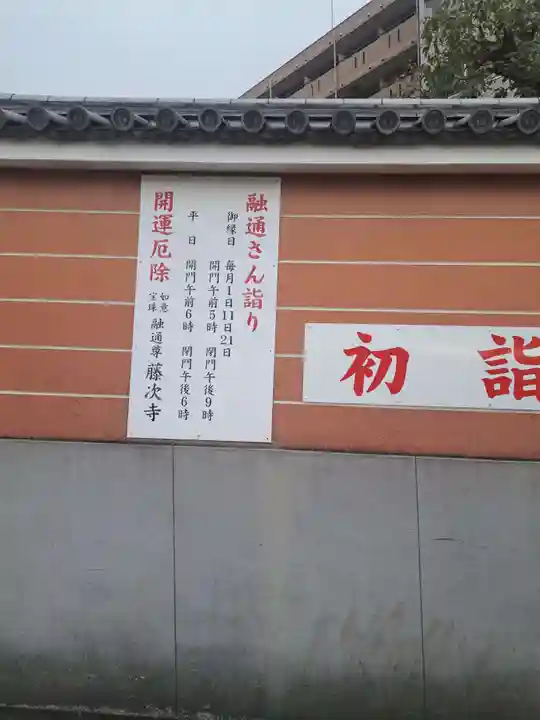 融通さん詣り
御縁日 毎月1日11日21日
開門午前5時 閉門午後9時
平日 開門午前6時 閉門午後6時
開運厄除 如意宝珠 融通尊 藤次寺
初詣